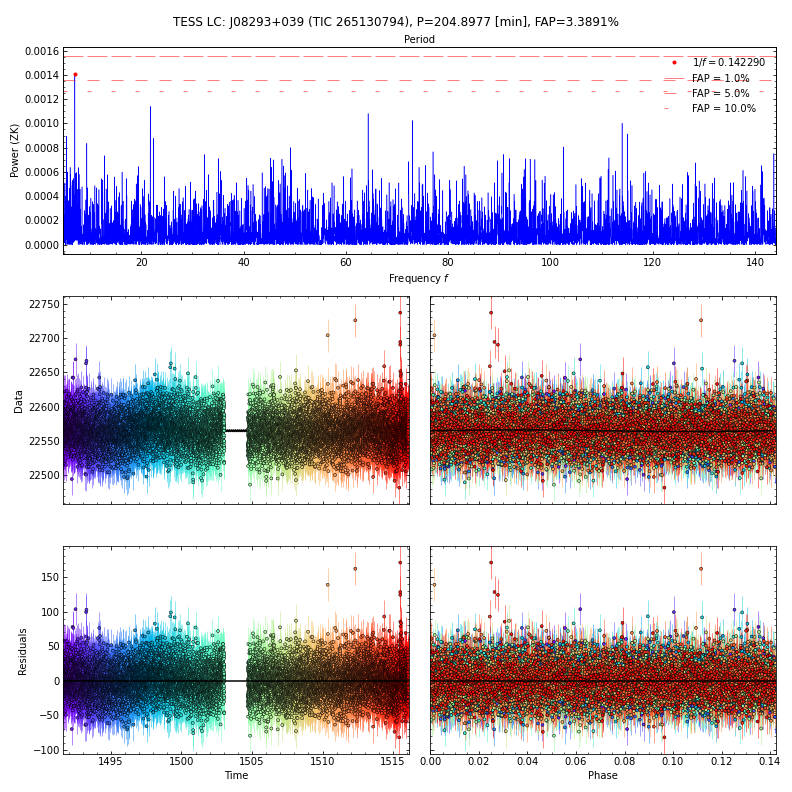 TESS LC: J08293+039 (TIC 265130794), P=204.8977 [min], FAP=3.3891%
Period
0.0016
0.0014
0.0012
0.0010
0.0008
0.0006
0.0004
0.0002
0.0000
Power (ZK)
1/f = 0.142290
FAP = 1.0%
FAP = 5.0%
FAP = 10.0%
20 40 60 80 100 120 140
Frequency f
22750
22700
22650
22600
22550
22500
Data
150
100
50
0
−50
−100
Residuals
1495 1500 1505 1510 1515
Time
0.00 0.02 0.04 0.06 0.08 0.10 0.12 0.14
Phase